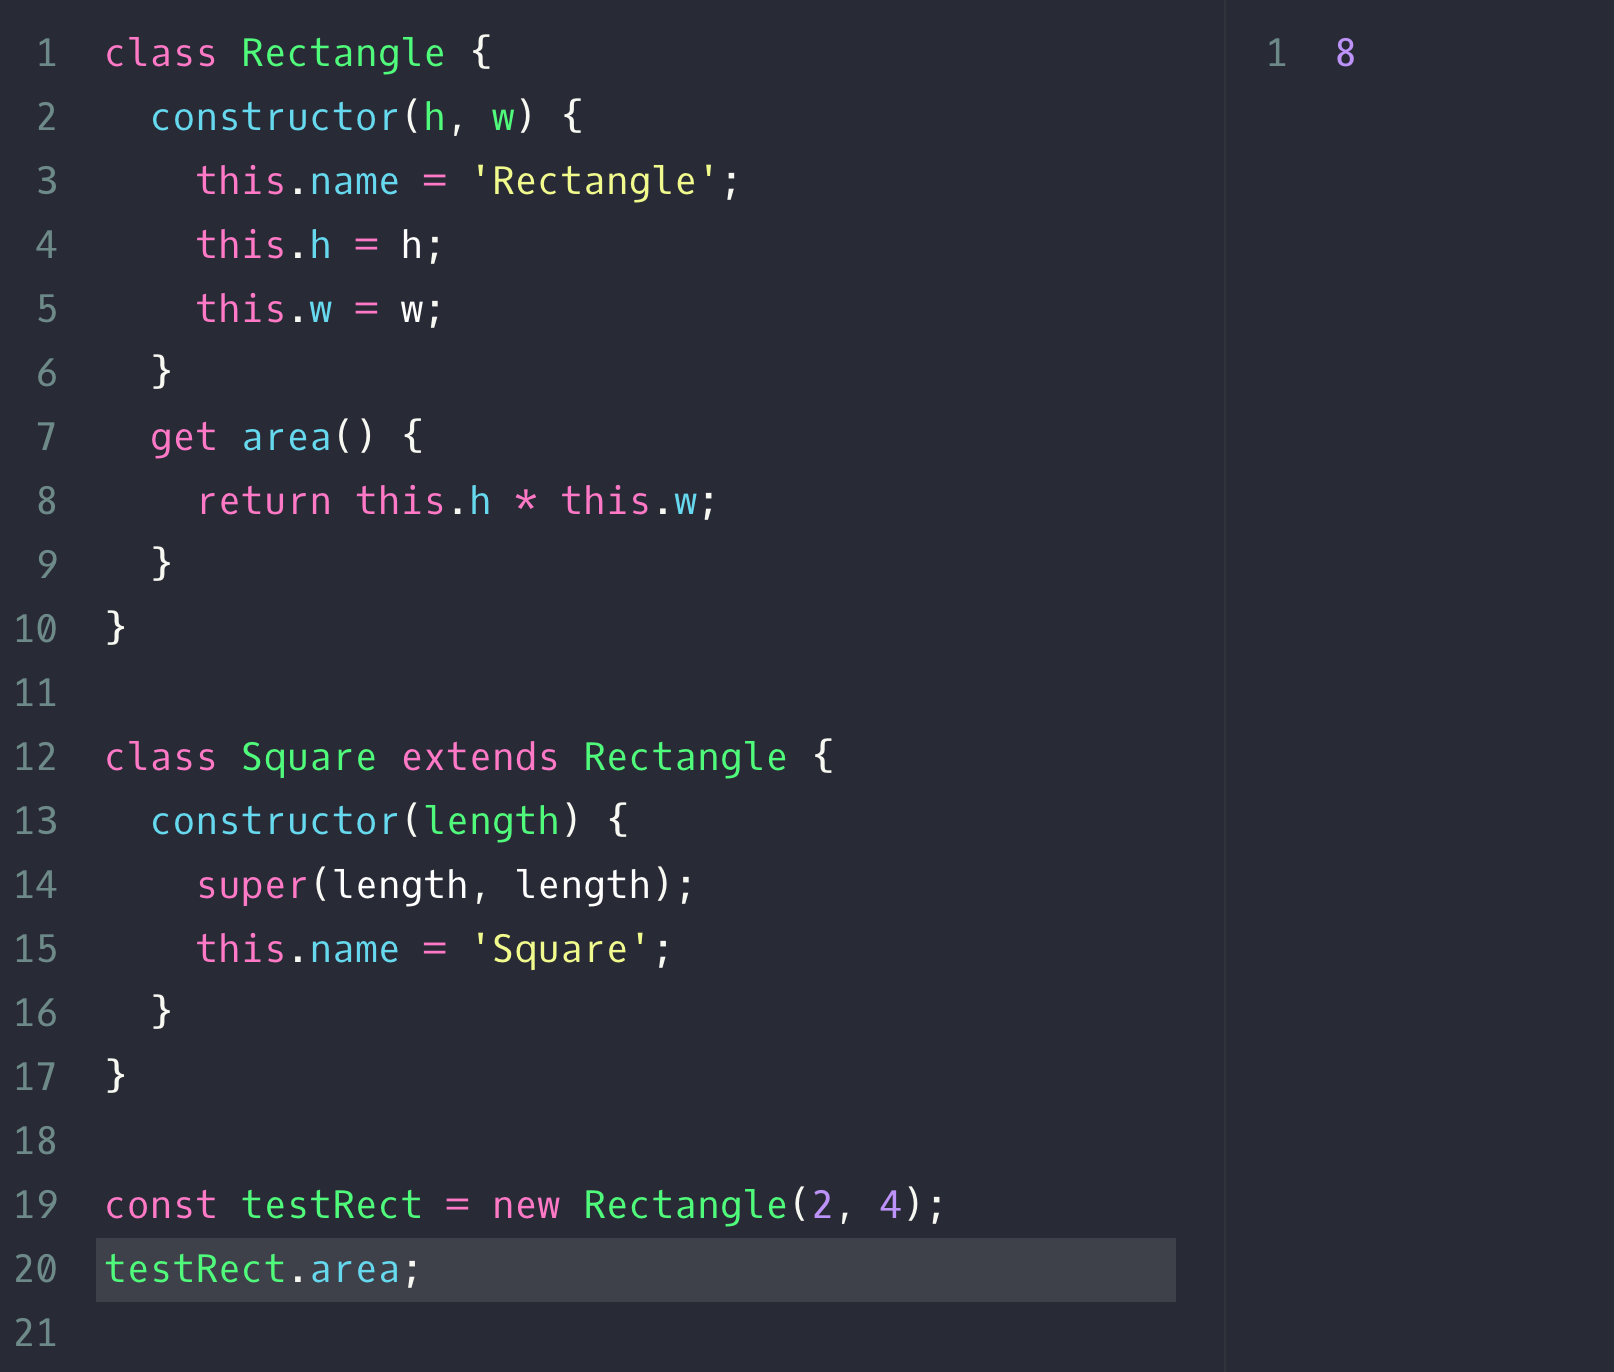 1 class Rectangle {
2   constructor(h, w) {
3     this.name = 'Rectangle';
4     this.h = h;
5     this.w = w;
6   }
7   get area() {
8     return this.h * this.w;
9   }
10 }
11
12 class Square extends Rectangle {
13   constructor(length) {
14     super(length, length);
15     this.name = 'Square';
16   }
17 }
18
19 const testRect = new Rectangle(2, 4);
20 testRect.area;
21
1 8